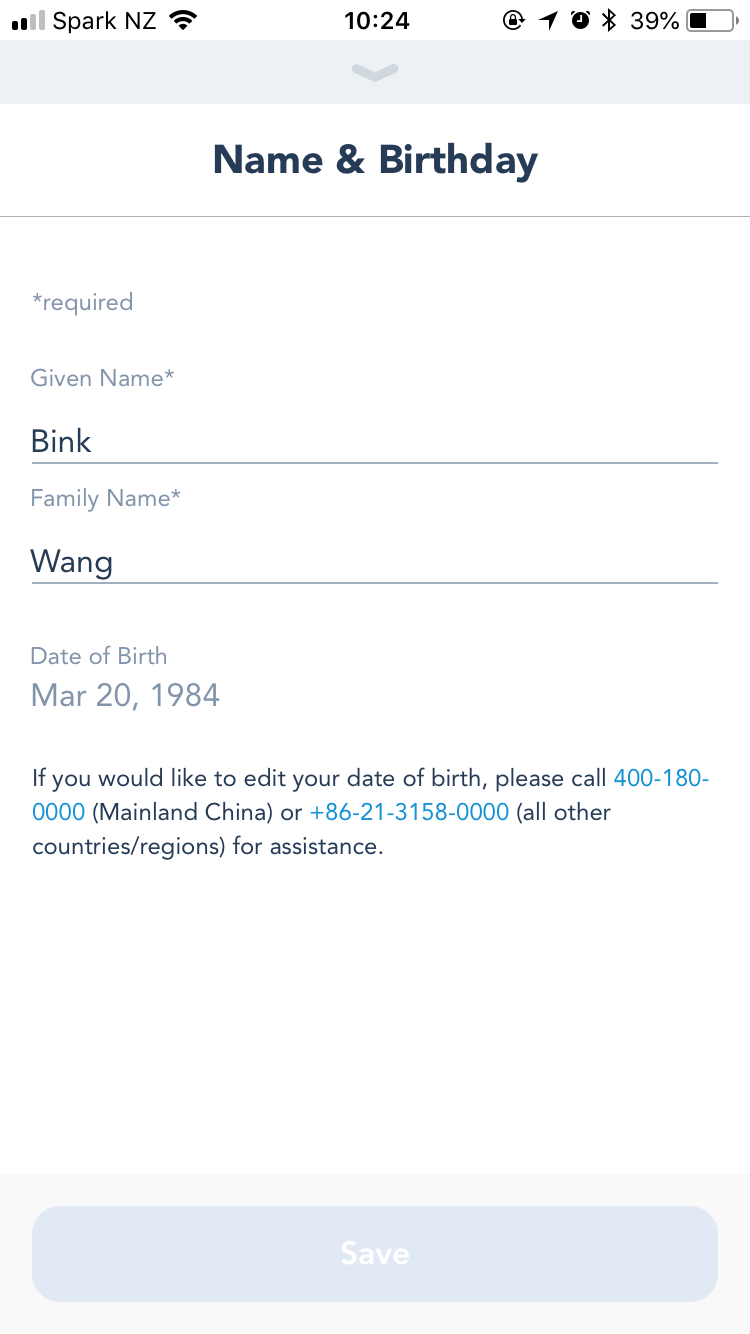 Spark NZ 10:24 39%
Name & Birthday
*required
Given Name*
Bink
Family Name*
Wang
Date of Birth
Mar 20, 1984
If you would like to edit your date of birth, please call 400-180-
0000 (Mainland China) or +86-21-3158-0000 (all other
countries/regions) for assistance.
Save